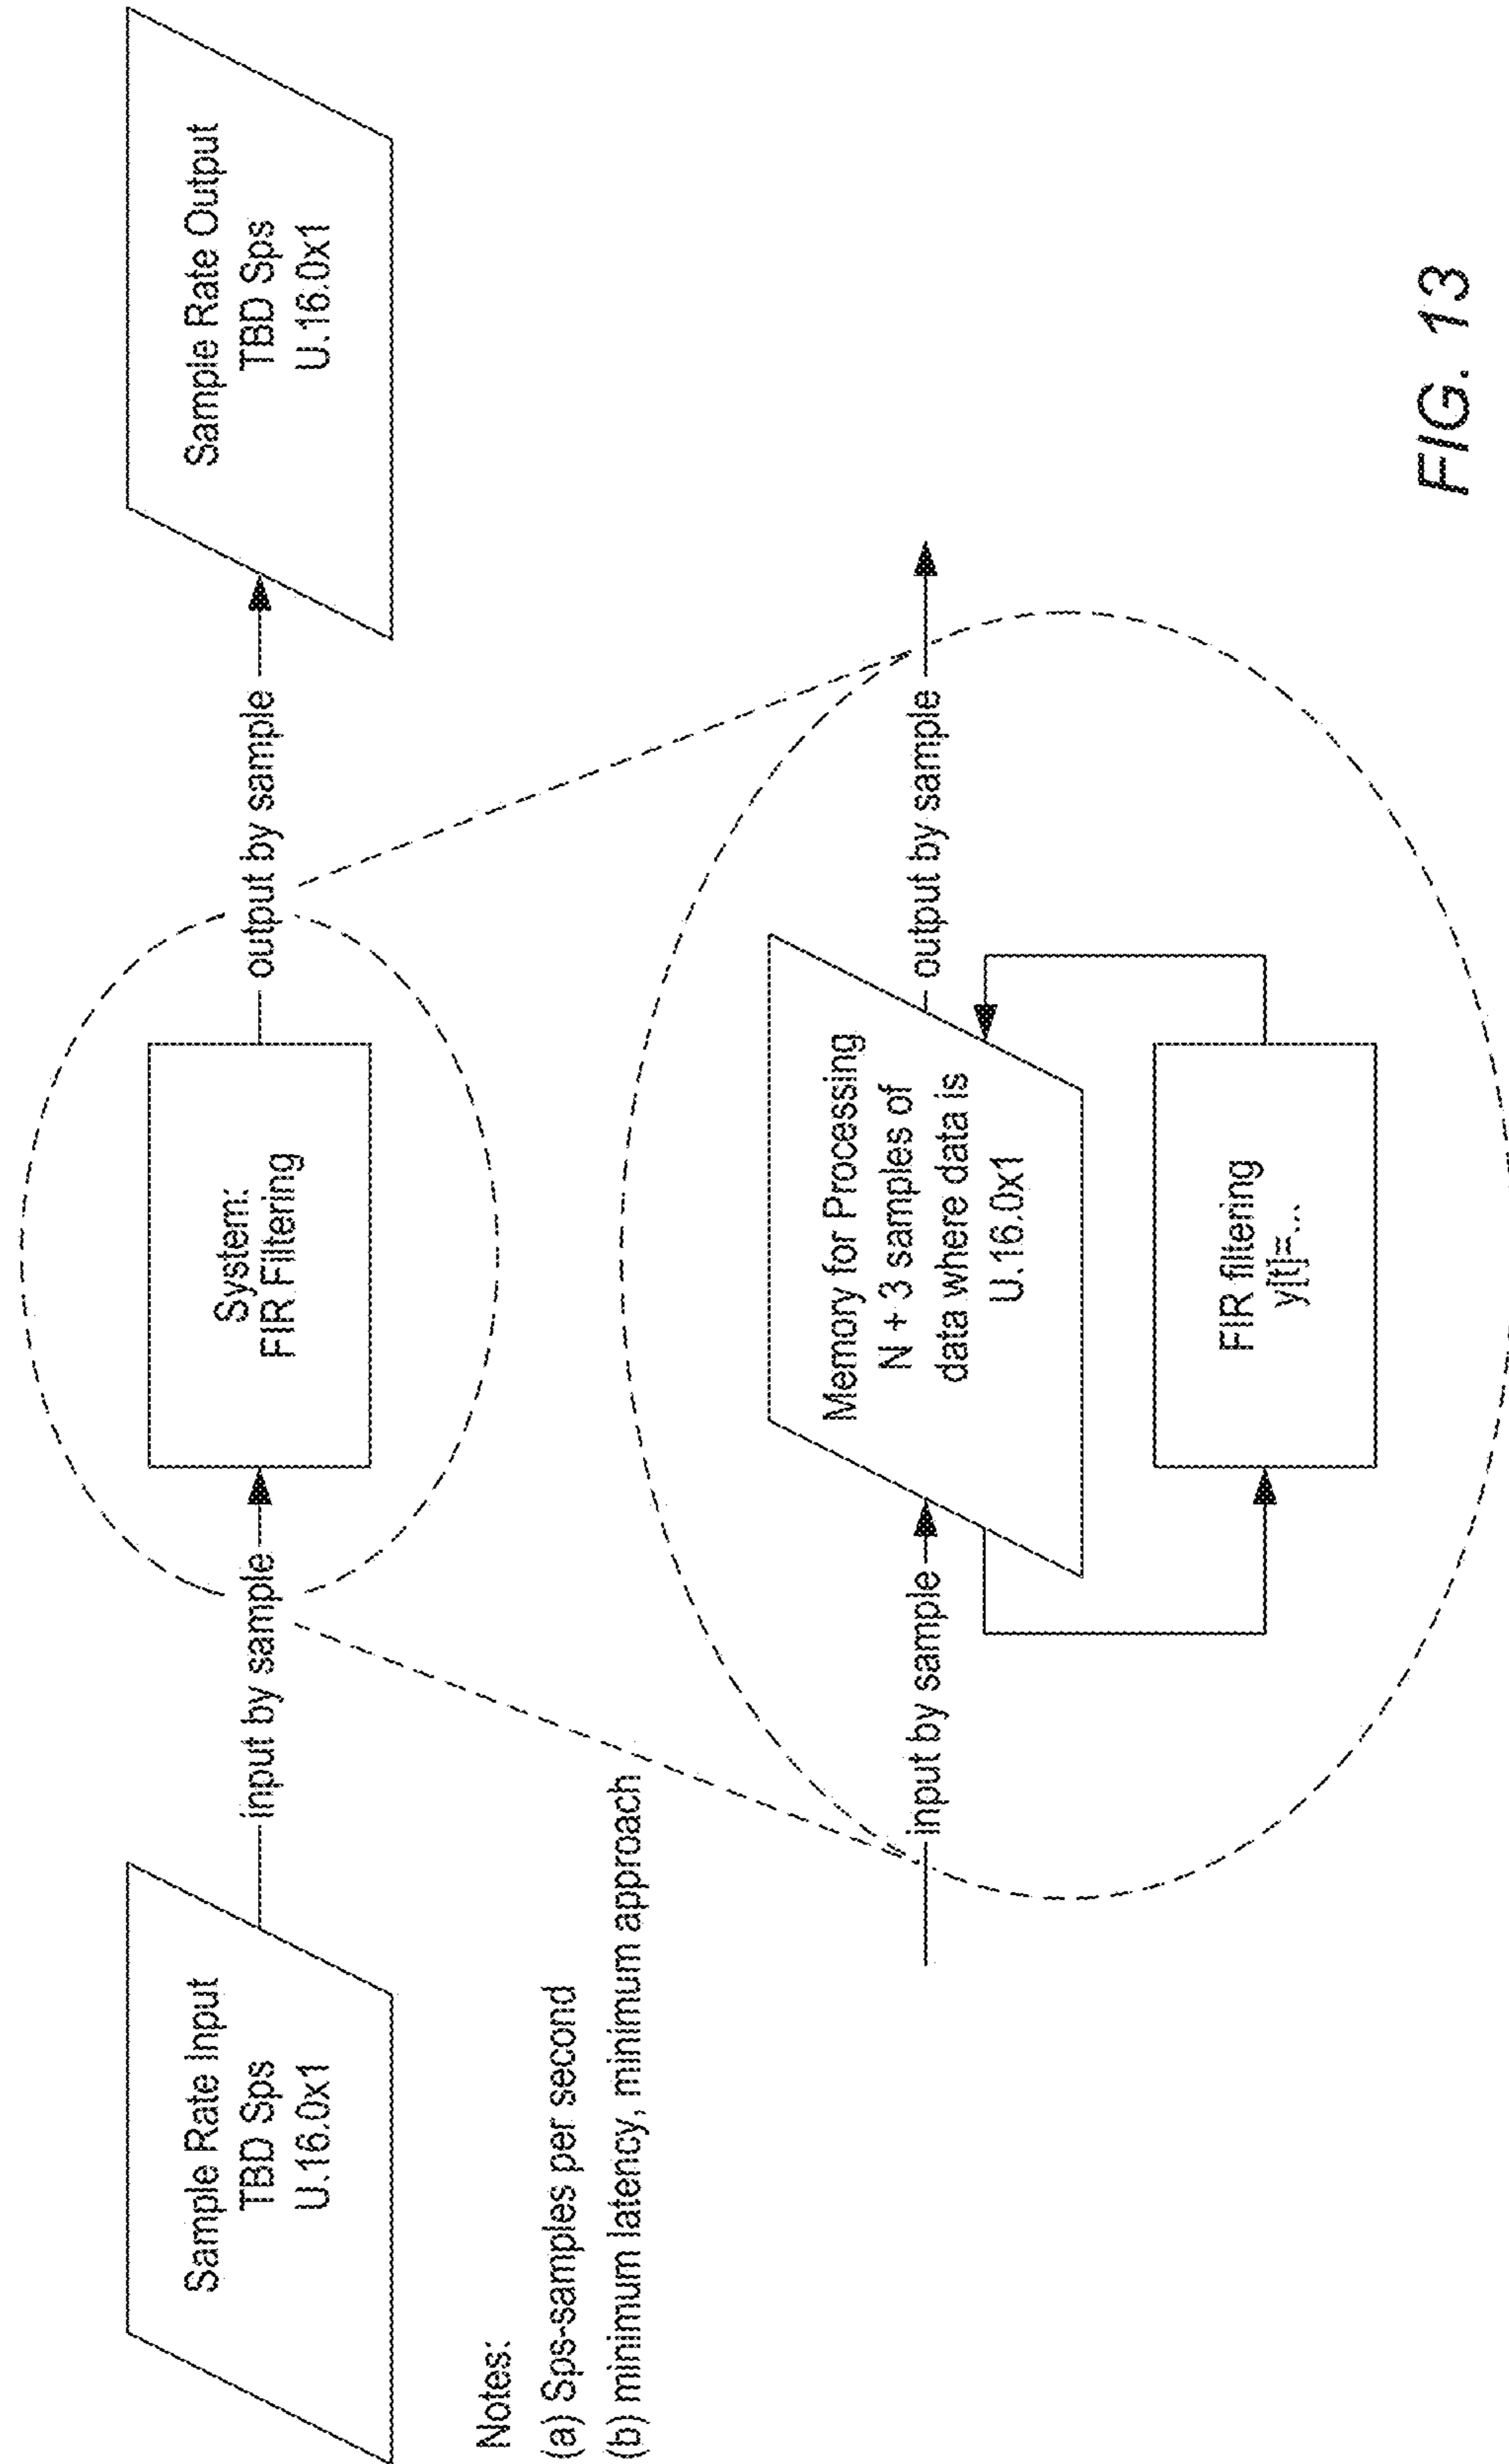 Sample Rate Input
TBD Sps
U.16.0x1
input by sample
System:
FIR Filtering
output by sample
Sample Rate Output
TBD Sps
U.16.0x1
Notes:
(a) Sps-samples per second
(b) minimum latency, minimum approach
input by sample
Memory for Processing
N + 3 samples of
data where data is
U.16.0x1
output by sample
FIR filtering
y[t]=...
FIG. 13